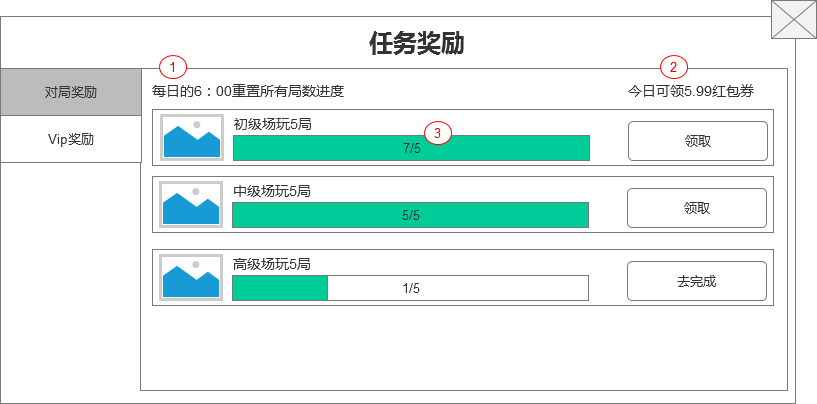 任务奖励
1
2
对局奖励
Vip奖励
每日的6：00重置所有局数进度
今日可领5.99红包券
初级场玩5局
3
7/5
领取
中级场玩5局
5/5
领取
高级场玩5局
1/5
去完成